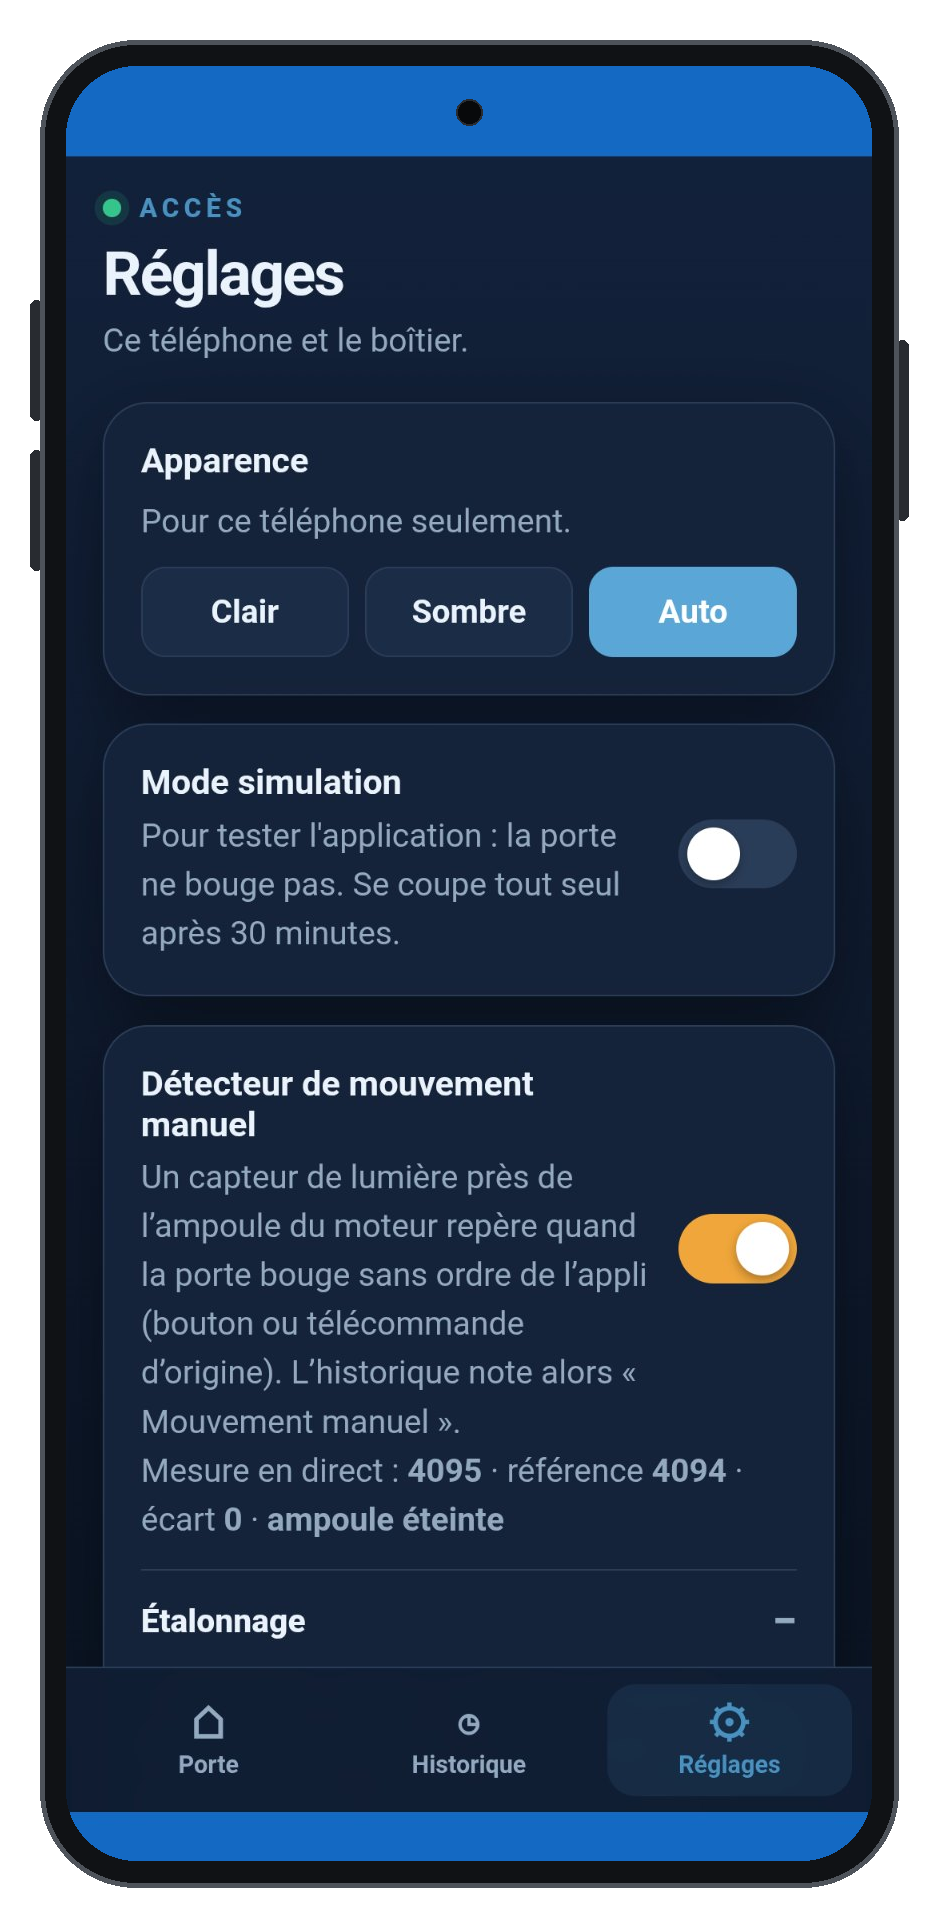 ACCÈS
Réglages
Ce téléphone et le boîtier.
Apparence
Pour ce téléphone seulement.
Clair
Sombre
Auto
Mode simulation
Pour tester l'application : la porte
ne bouge pas. Se coupe tout seul
après 30 minutes.
Détecteur de mouvement
manuel
Un capteur de lumière près de
l’ampoule du moteur repère quand
la porte bouge sans ordre de l’appli
(bouton ou télécommande
d’origine). L’historique note alors «
Mouvement manuel ».
Mesure en direct : 4095 · référence 4094 ·
écart 0 · ampoule éteinte
Étalonnage −
Porte
Historique
Réglages